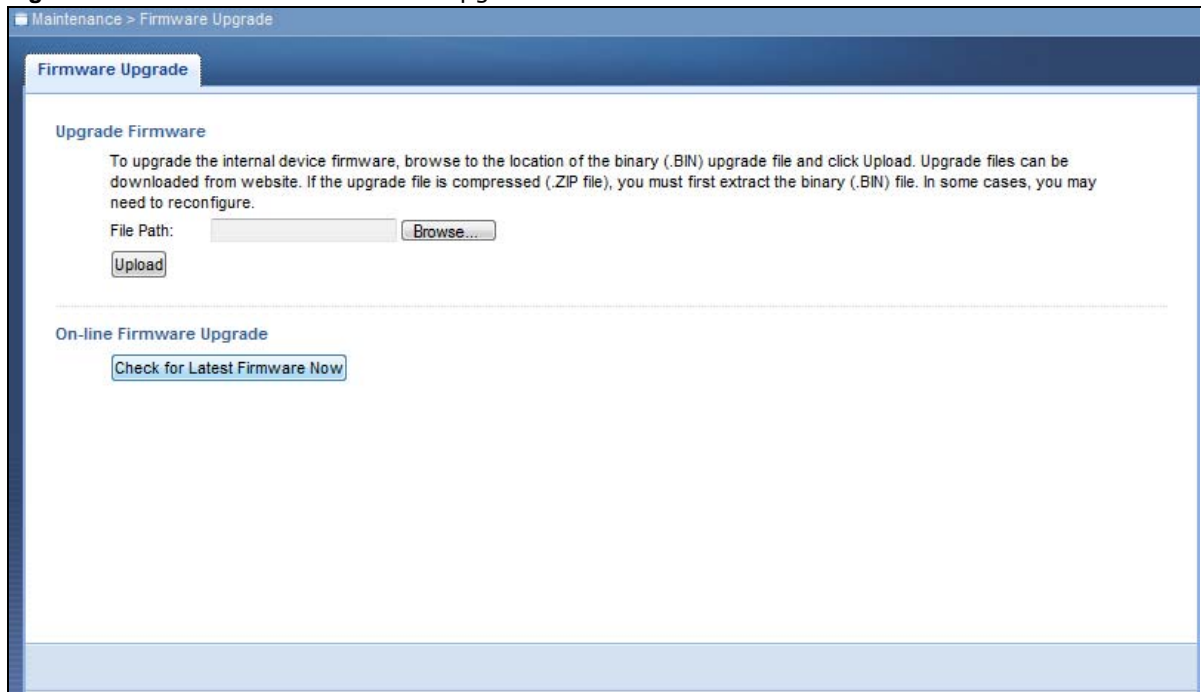 Maintenance > Firmware Upgrade
Firmware Upgrade
Upgrade Firmware
To upgrade the internal device firmware, browse to the location of the binary (.BIN) upgrade file and click Upload. Upgrade files can be
downloaded from website. If the upgrade file is compressed (.ZIP file), you must first extract the binary (.BIN) file. In some cases, you may
need to reconfigure.
File Path: Browse...
Upload
On-line Firmware Upgrade
Check for Latest Firmware Now